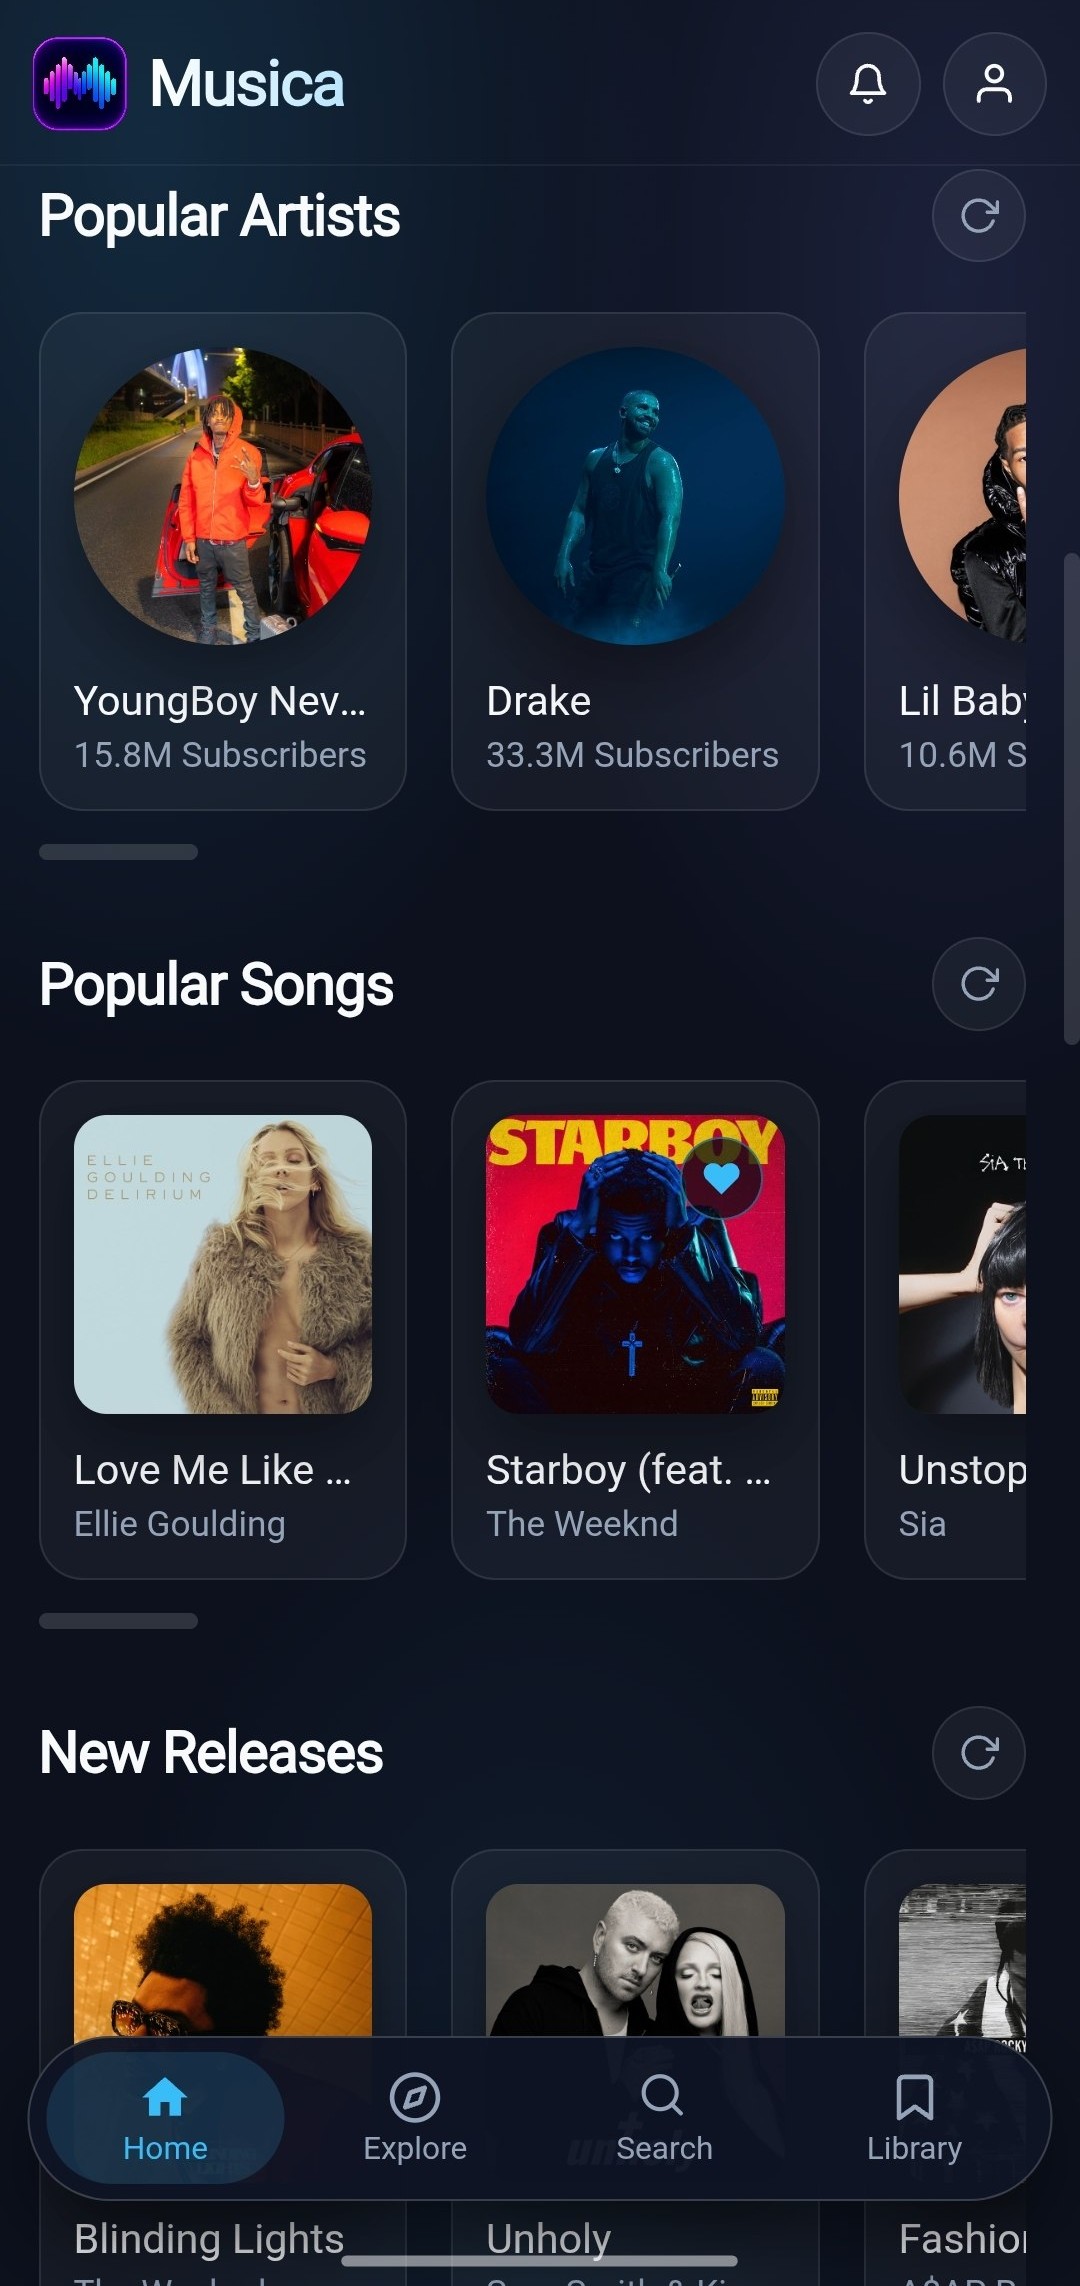 Musica
Popular Artists
YoungBoy Nev...
15.8M Subscribers
Drake
33.3M Subscribers
Lil Baby
10.6M S
Popular Songs
ELLIE
GOULDING
DELIRIUM
Love Me Like ...
Ellie Goulding
STARBOY
Starboy (feat. ...
The Weeknd
SiA
Unstop
Sia
New Releases
Blinding Lights
unholy
Unholy
Fashion
Home
Explore
Search
Library